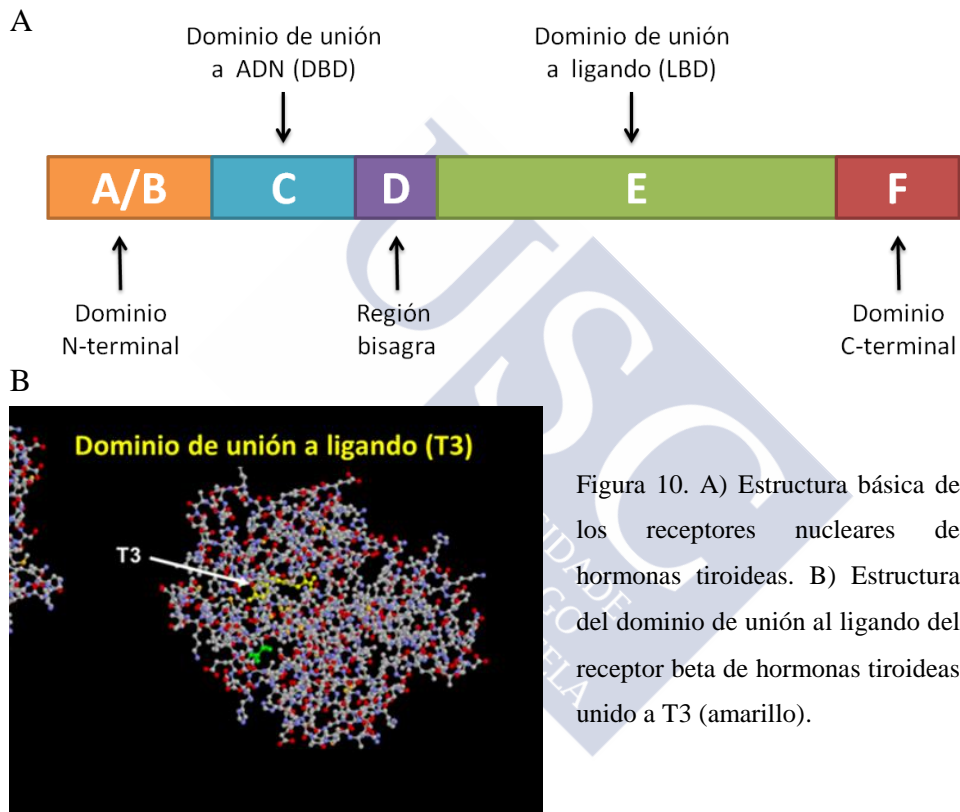 A
Dominio de unión
a ADN (DBD)
Dominio de unión
a ligando (LBD)
A/B
C
D
E
F
Dominio
N-terminal
Región
bisagra
Dominio
C-terminal
B
Dominio de unión a ligando (T3)
T3
Figura 10. A) Estructura básica de
los receptores nucleares de
hormonas tiroideas. B) Estructura
del dominio de unión al ligando del
receptor beta de hormonas tiroideas
unido a T3 (amarillo).
USC